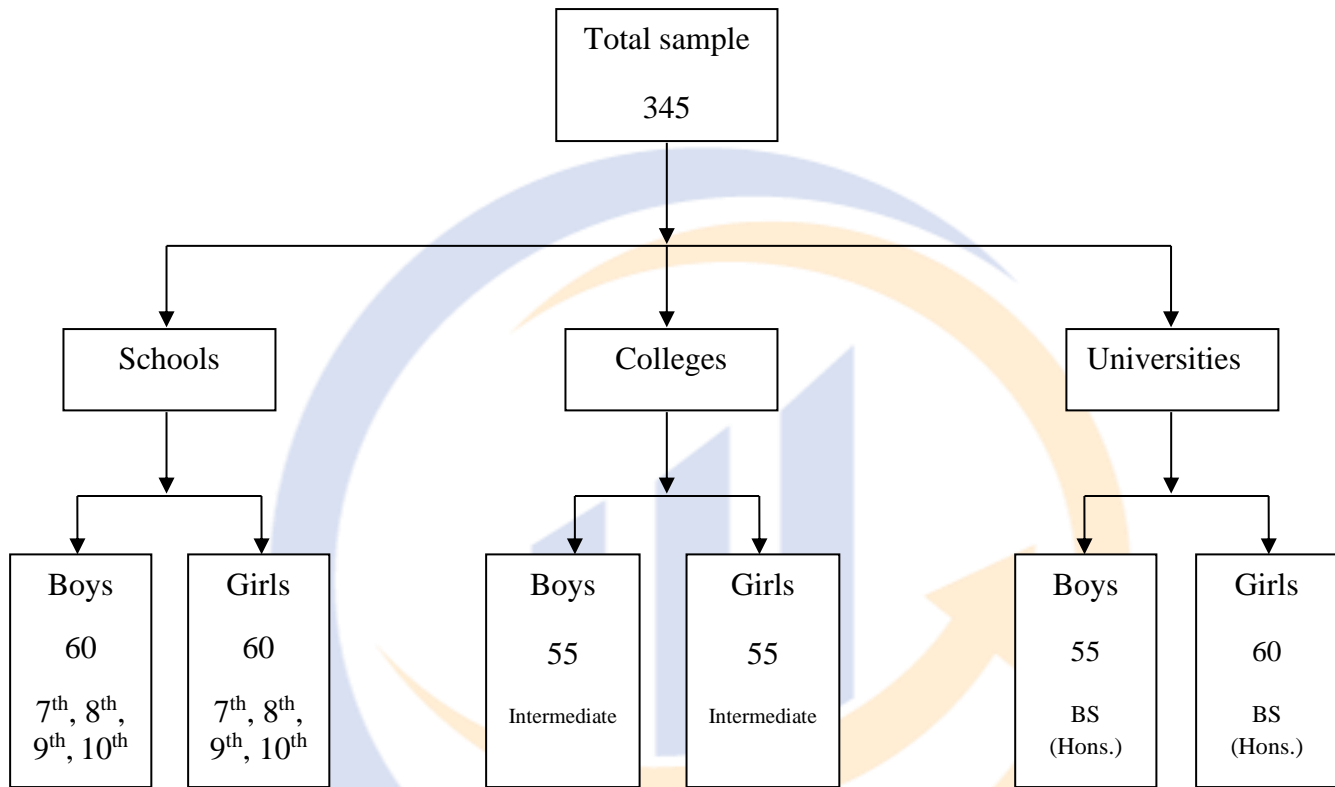 Total sample
345
Schools
Colleges
Universities
Boys
60
7th, 8th,
9th, 10th
Girls
60
7th, 8th,
9th, 10th
Boys
55
Intermediate
Girls
55
Intermediate
Boys
55
BS
(Hons.)
Girls
60
BS
(Hons.)